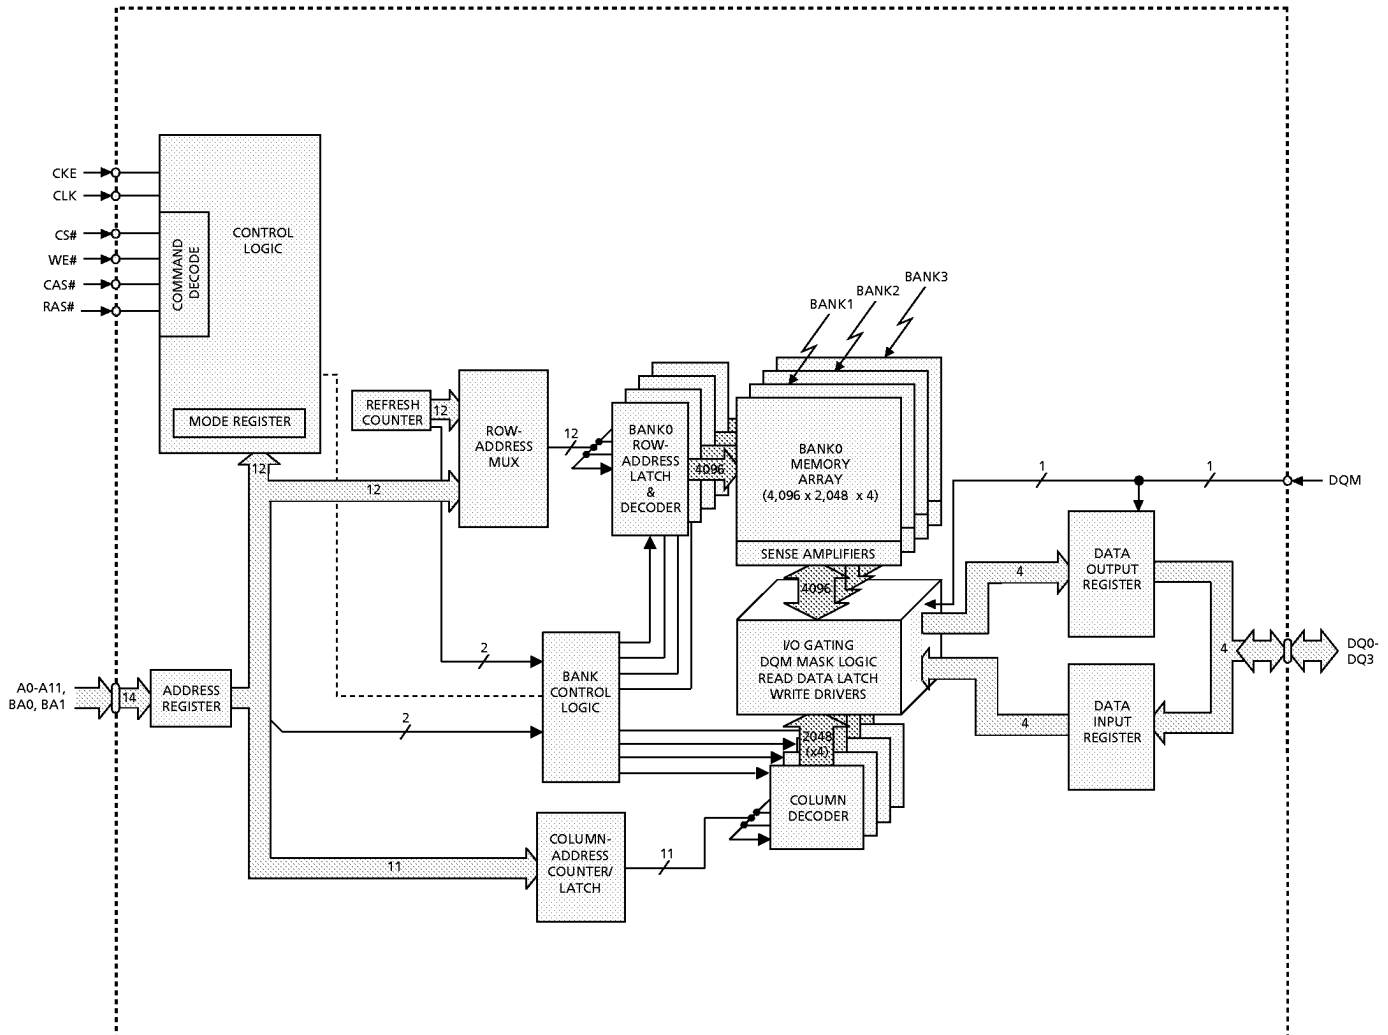 CKE
CLK
CS#
WE#
CAS#
RAS#
CONTROL
LOGIC
COMMAND
DECODE
MODE REGISTER
12
BANK1
BANK2
BANK3
REFRESH
COUNTER
12
ROW-
ADDRESS
MUX
12
12
BANK0
ROW-
ADDRESS
LATCH
&
DECODER
4096
BANK0
MEMORY
ARRAY
(4,096 x 2,048 x 4)
SENSE AMPLIFIERS
4096
1
1
DQM
DATA
OUTPUT
REGISTER
4
I/O GATING
DQM MASK LOGIC
READ DATA LATCH
WRITE DRIVERS
4
DQ0-
DQ3
DATA
INPUT
REGISTER
4
2
BANK
CONTROL
LOGIC
A0-A11,
BA0, BA1
14
ADDRESS
REGISTER
2
2048
(x4)
COLUMN
DECODER
COLUMN-
ADDRESS
COUNTER/
LATCH
11
11